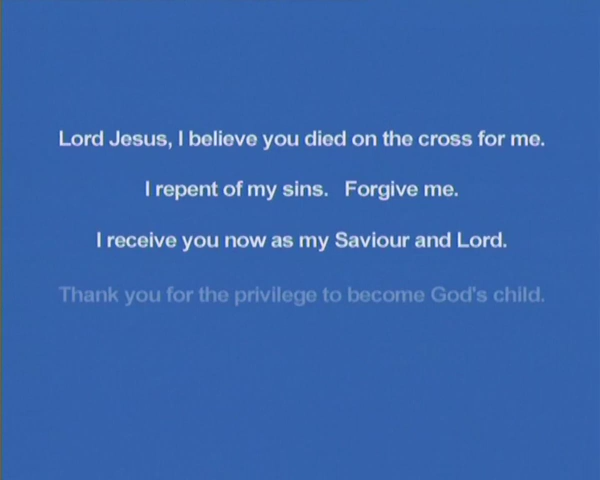 Lord Jesus, I believe you died on the cross for me.
I repent of my sins. Forgive me.
I receive you now as my Saviour and Lord.
Thank you for the privilege to become God's child.